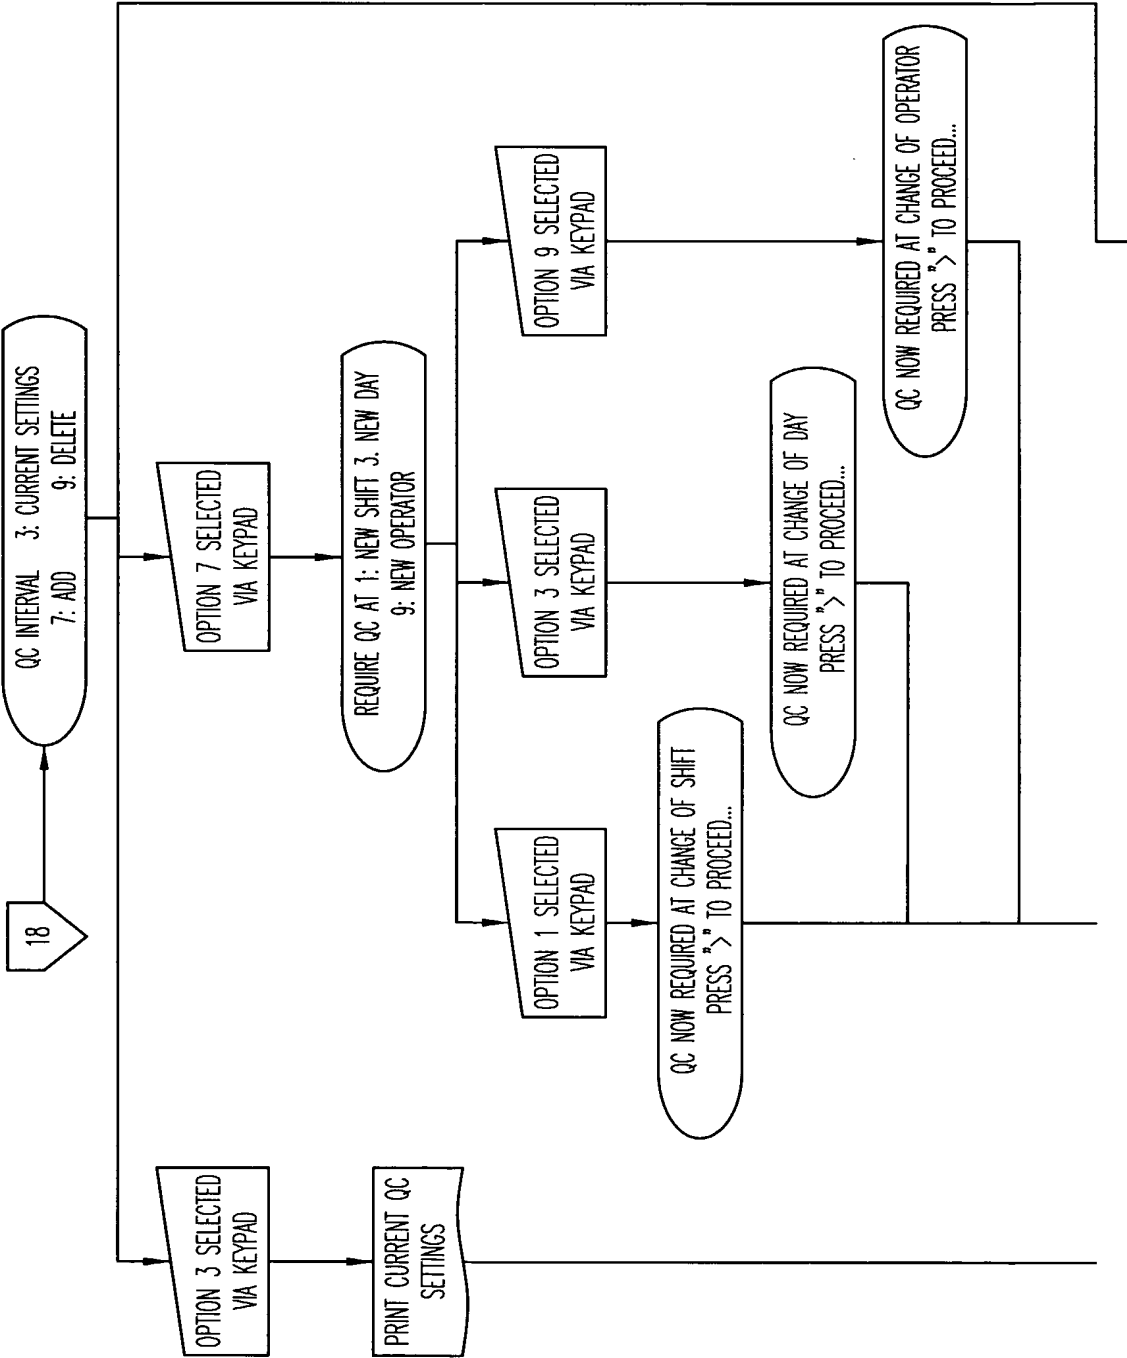 18
QC INTERVAL 3: CURRENT SETTINGS
7: ADD 9: DELETE
OPTION 3 SELECTED
VIA KEYPAD
PRINT CURRENT QC
SETTINGS
OPTION 7 SELECTED
VIA KEYPAD
REQUIRE QC AT 1: NEW SHIFT 3. NEW DAY
9: NEW OPERATOR
OPTION 1 SELECTED
VIA KEYPAD
QC NOW REQUIRED AT CHANGE OF SHIFT
PRESS ">" TO PROCEED...
OPTION 3 SELECTED
VIA KEYPAD
QC NOW REQUIRED AT CHANGE OF DAY
PRESS ">" TO PROCEED...
OPTION 9 SELECTED
VIA KEYPAD
QC NOW REQUIRED AT CHANGE OF OPERATOR
PRESS ">" TO PROCEED...